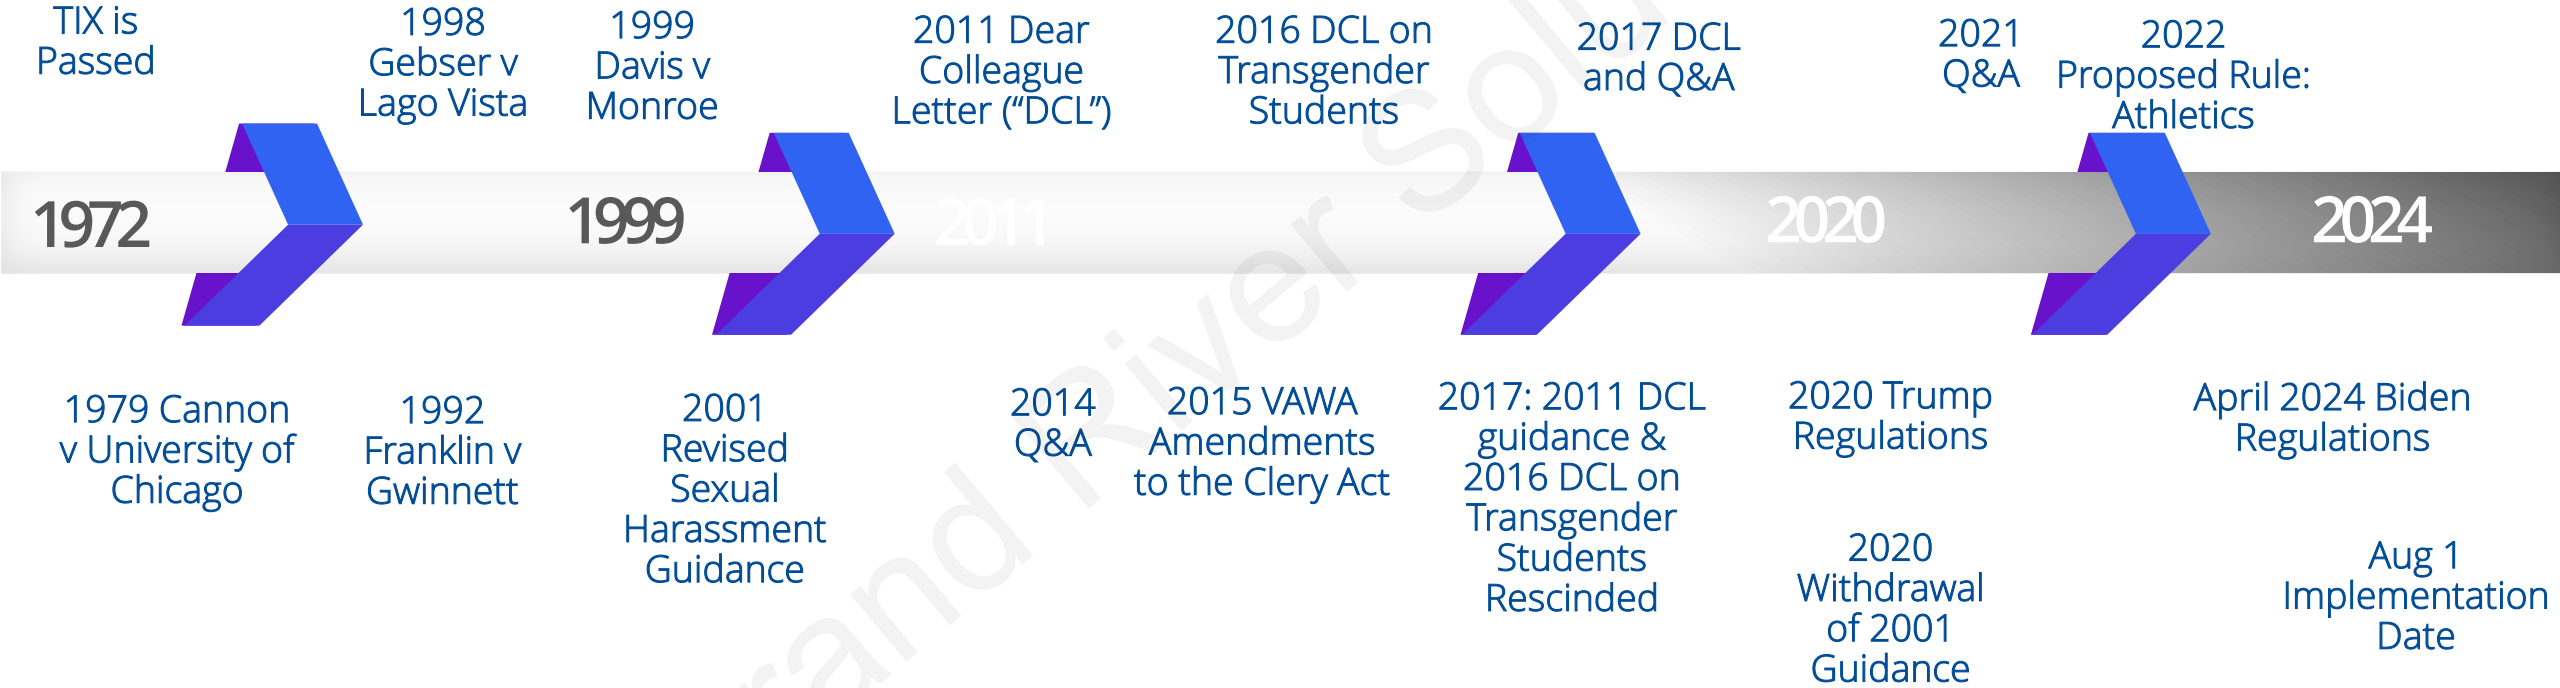 TIX is
Passed
1998
Gebser v
Lago Vista
1999
Davis v
Monroe
2011 Dear
Colleague
Letter (“DCL”)
2016 DCL on
Transgender
Students
2017 DCL
and Q&A
2021
Q&A
2022
Proposed Rule:
Athletics
1972
1999
2011
2020
2024
1979 Cannon
v University of
Chicago
1992
Franklin v
Gwinnett
2001
Revised
Sexual
Harassment
Guidance
2014
Q&A
2015 VAWA
Amendments
to the Clery Act
2017: 2011 DCL
guidance &
2016 DCL on
Transgender
Students
Rescinded
2020 Trump
Regulations
2020
Withdrawal
of 2001
Guidance
April 2024 Biden
Regulations
Aug 1
Implementation
Date
River